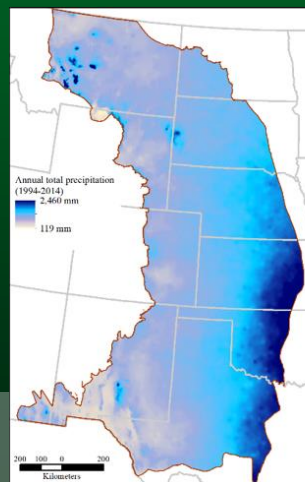 Annual total precipitation
(1994-2014)
2,460 mm
119 mm
200 100 0 200
Kilometers